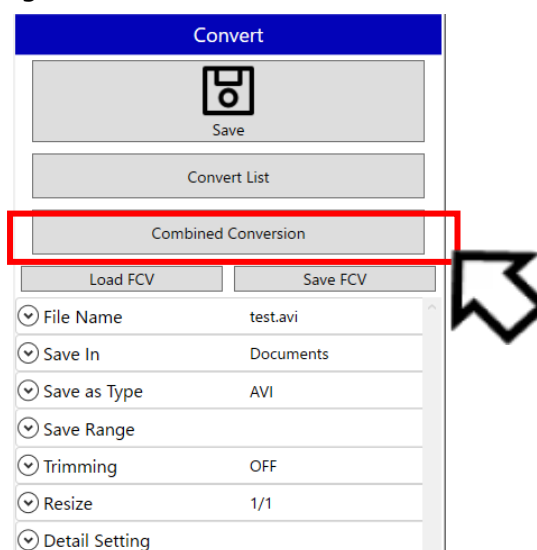 Convert
Save
Convert List
Combined Conversion
Load FCV Save FCV
File Name test.avi
Save In Documents
Save as Type AVI
Save Range
Trimming OFF
Resize 1/1
Detail Setting